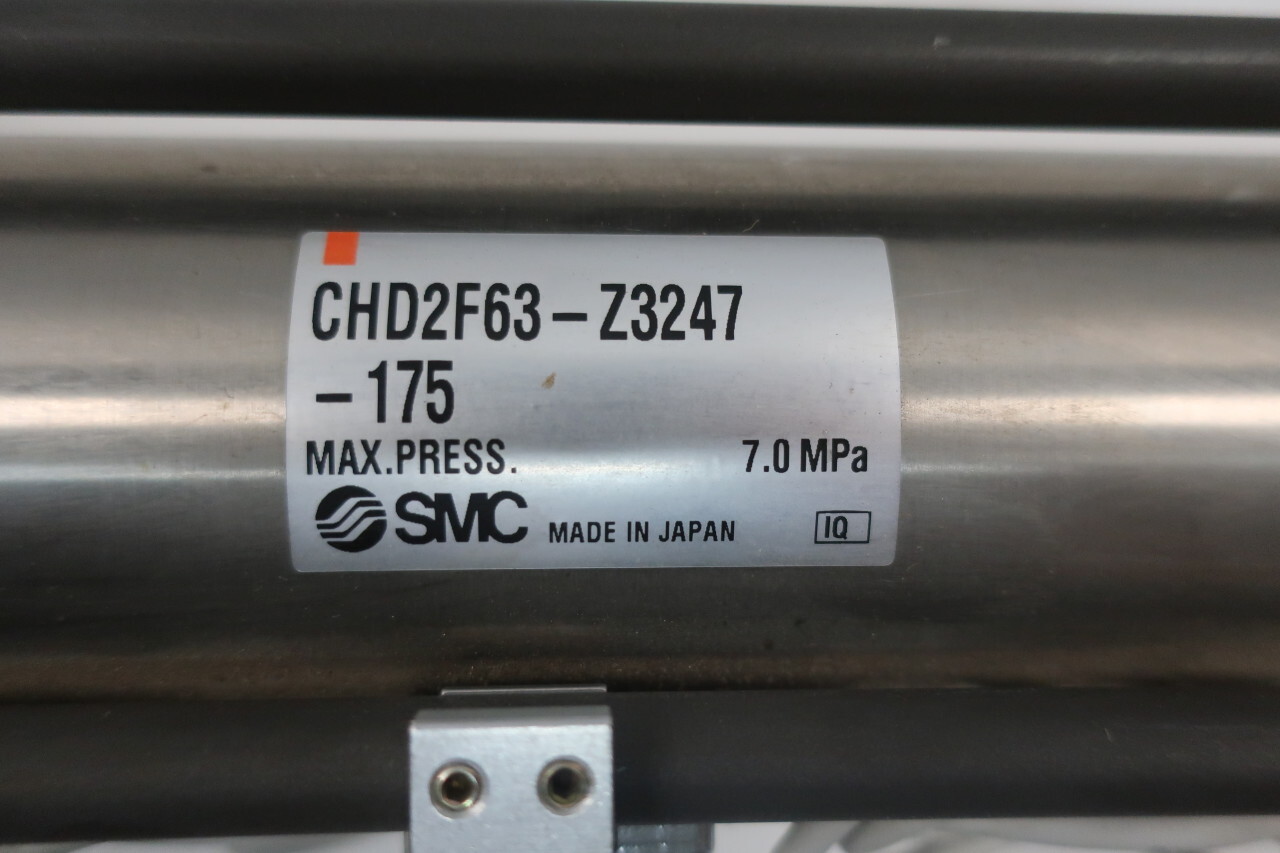 CHD2F63-Z3247
-175
MAX.PRESS. 7.0 MPa
SMC MADE IN JAPAN IQ